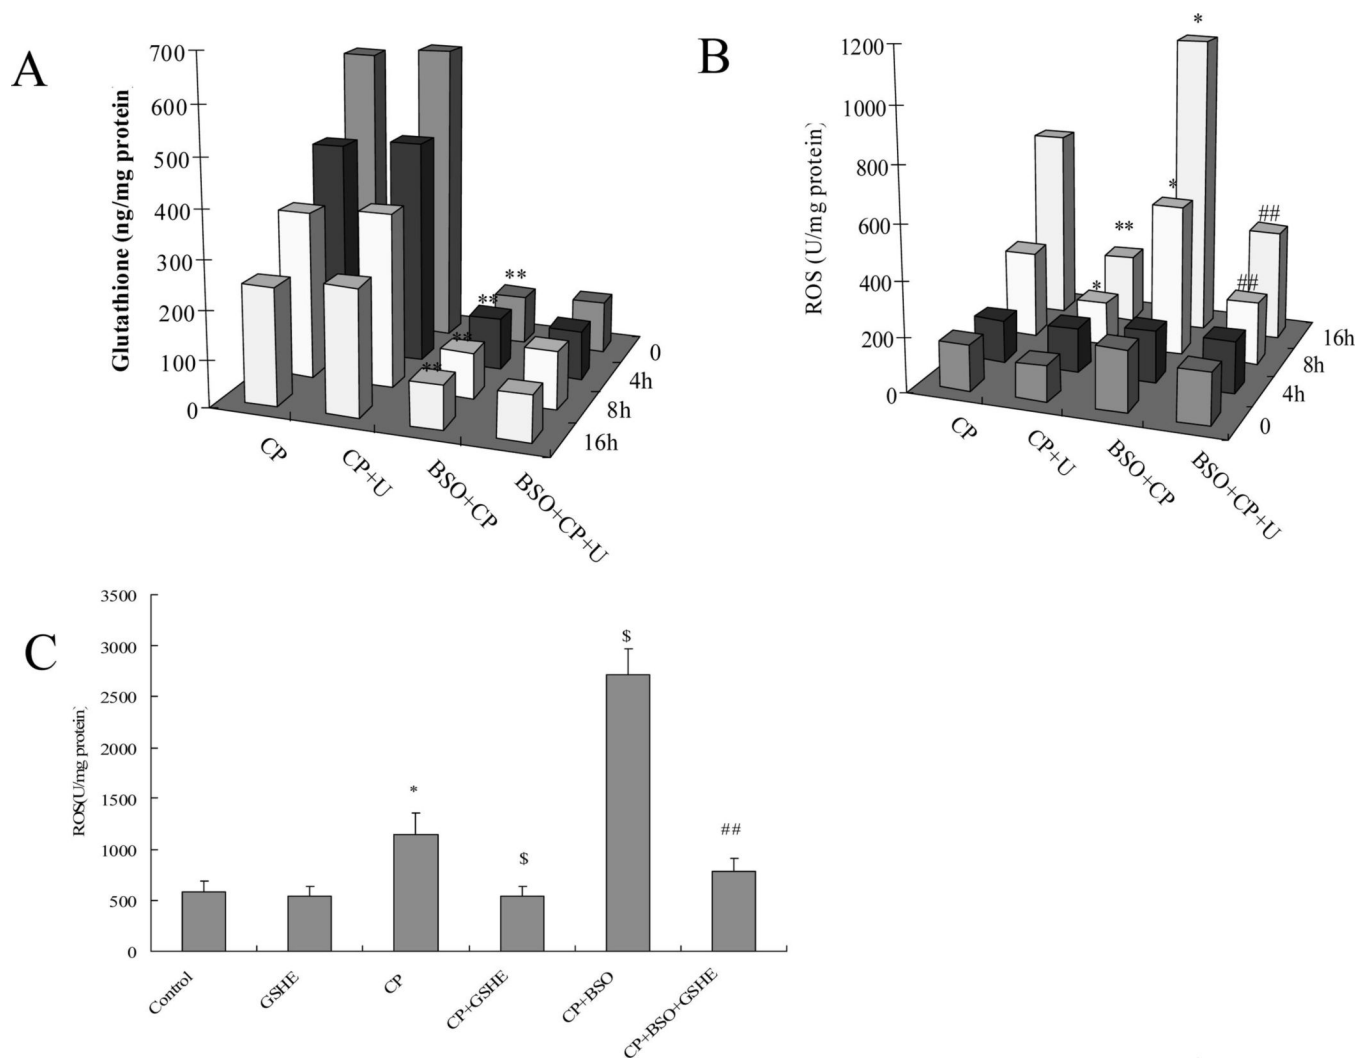 A
Glutathione (ng/mg protein)
700
600
500
400
300
200
100
0
**
**
**
**
0
4h
8h
16h
CP
CP+U
BSO+CP
BSO+CP+U
B
ROS (U/mg protein)
1200
1000
800
600
400
200
0
*
*
**
*
##
##
16h
8h
4h
0
CP
CP+U
BSO+CP
BSO+CP+U
C
ROS(U/mg protein)
3500
3000
2500
2000
1500
1000
500
0
*
$
$
##
Control
GSHE
CP
CP+GSHE
CP+BSO
CP+BSO+GSHE